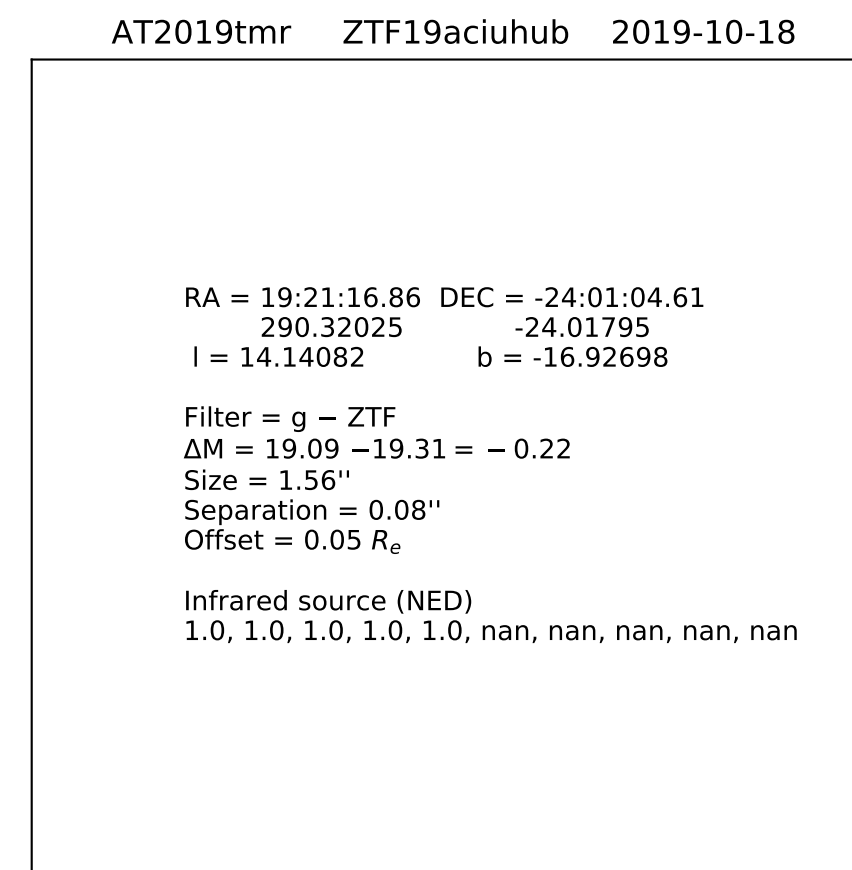 AT2019tmr ZTF19aciuhub 2019-10-18
RA = 19:21:16.86 DEC = -24:01:04.61
290.32025 -24.01795
l = 14.14082 b = -16.92698
Filter = g − ZTF
ΔM = 19.09 −19.31 = − 0.22
Size = 1.56''
Separation = 0.08''
Offset = 0.05 Re
Infrared source (NED)
1.0, 1.0, 1.0, 1.0, 1.0, nan, nan, nan, nan, nan